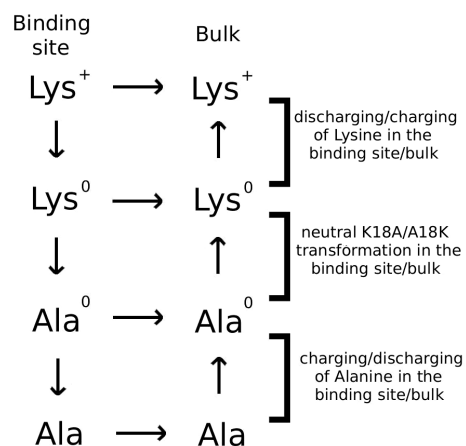 Binding
site
Bulk
Lys+
Lys+
discharging/charging
of Lysine in the
binding site/bulk
Lys0
Lys0
neutral K18A/A18K
transformation in the
binding site/bulk
Ala0
Ala0
charging/discharging
of Alanine in the
binding site/bulk
Ala
Ala